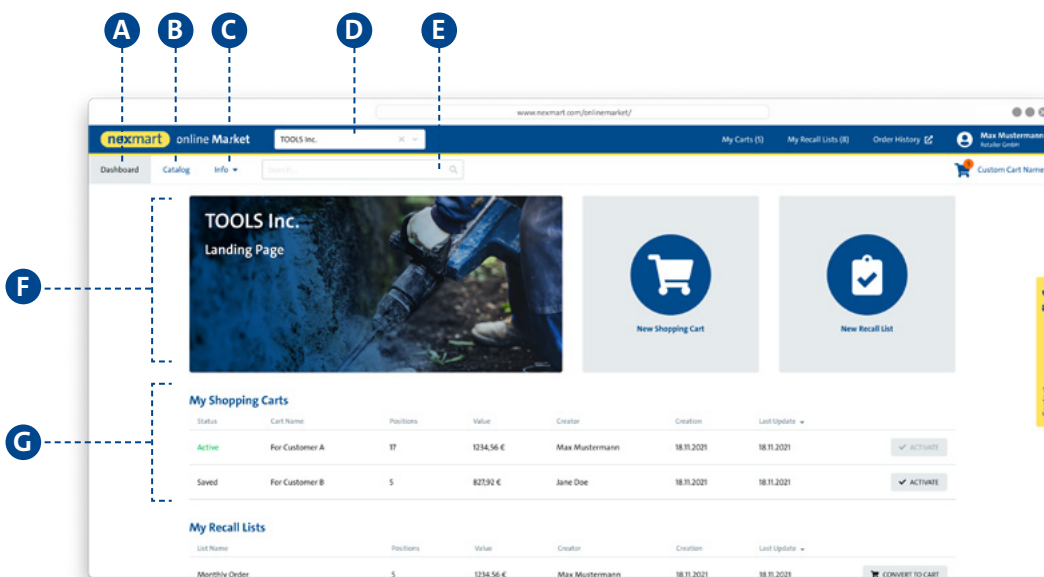 A B C D E
www.nexmart.com/onlinemarket/
nexmart online Market TOOLS Inc. My Carts (5) My Recall Lists (8) Order History Max Mustermann
Retailer GmbH
Dashboard Catalog Info Search... Custom Cart Name
TOOLS Inc.
Landing Page
F
New Shopping Cart New Recall List
My Shopping Carts
Status Cart Name Positions Value Creator Creation Last Update
G
Active For Customer A 17 1234,56 € Max Mustermann 18.11.2021 18.11.2021 ACTIVATE
Saved For Customer B 5 827,92 € Jane Doe 18.11.2021 18.11.2021 ACTIVATE
My Recall Lists
List Name Positions Value Creator Creation Last Update
Monthly Order 5 1234,56 € Max Mustermann 18.11.2021 18.11.2021 CONVERT TO CART